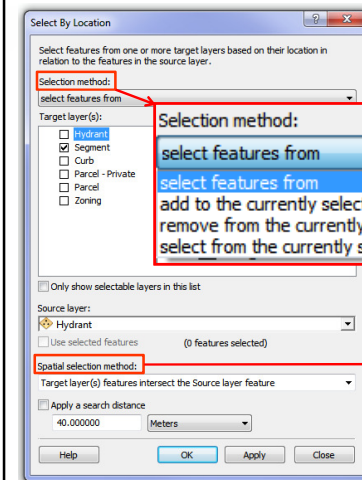 Select By Location
Select features from one or more target layers based on their location in
relation to the features in the source layer.
Selection method:
select features from
Target layer(s):
Hydrant
Segment
Curb
Parcel - Private
Parcel
Zoning
Selection method:
select features from
select features from
add to the currently select
remove from the currently
select from the currently s
Only show selectable layers in this list
Source layer:
Hydrant
Use selected features (0 features selected)
Spatial selection method:
Target layer(s) features intersect the Source layer feature
Apply a search distance
40.000000 Meters
Help OK Apply Close